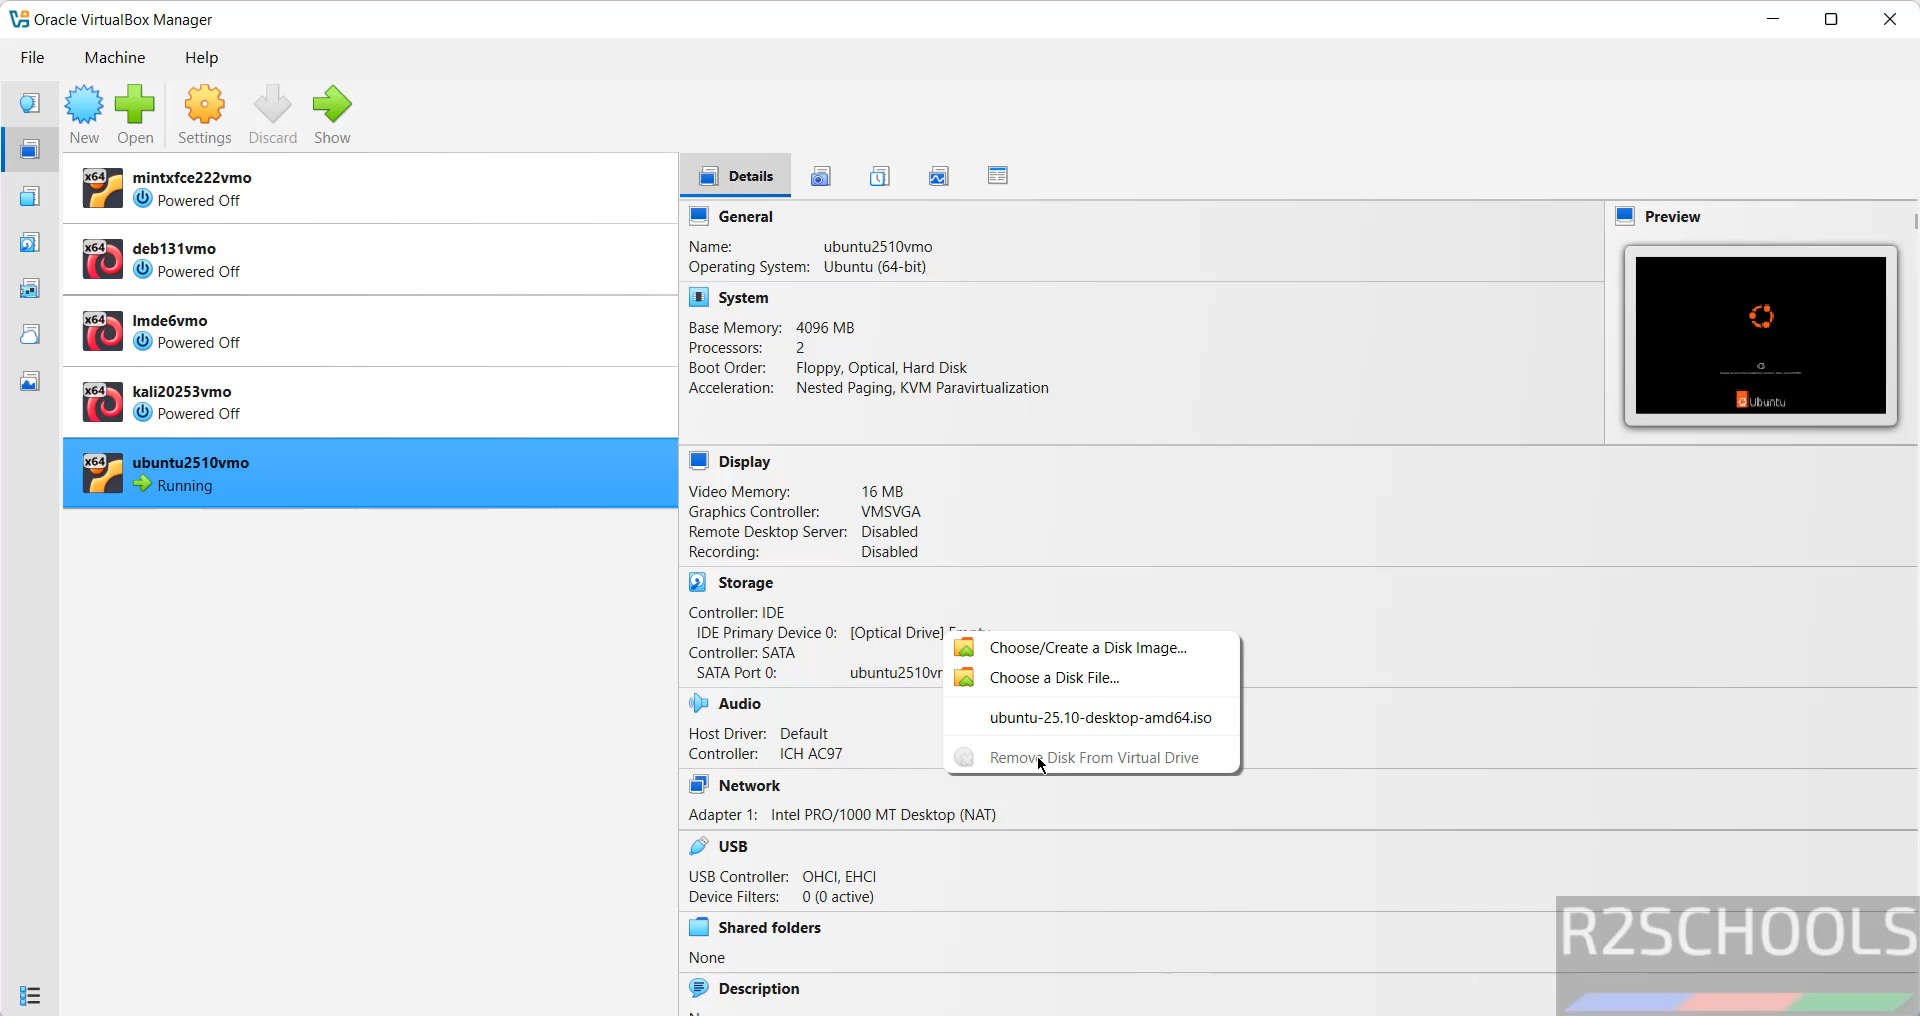 Oracle VirtualBox Manager
File Machine Help
New Open Settings Discard Show
x64 mintxfce222vmo
Powered Off
x64 deb131vmo
Powered Off
x64 lmde6vmo
Powered Off
x64 kali20253vmo
Powered Off
x64 ubuntu2510vmo
Running
Details
General
Name: ubuntu2510vmo
Operating System: Ubuntu (64-bit)
Preview
Ubuntu
System
Base Memory: 4096 MB
Processors: 2
Boot Order: Floppy, Optical, Hard Disk
Acceleration: Nested Paging, KVM Paravirtualization
Display
Video Memory: 16 MB
Graphics Controller: VMSVGA
Remote Desktop Server: Disabled
Recording: Disabled
Storage
Controller: IDE
IDE Primary Device 0: [Optical Drive]
Controller: SATA
SATA Port 0:
Choose/Create a Disk Image...
Choose a Disk File...
ubuntu-25.10-desktop-amd64.iso
Remove Disk From Virtual Drive
Audio
Host Driver: Default
Controller: ICH AC97
Network
Adapter 1: Intel PRO/1000 MT Desktop (NAT)
USB
USB Controller: OHCI, EHCI
Device Filters: 0 (0 active)
Shared folders
None
Description
R2SCHOOLS